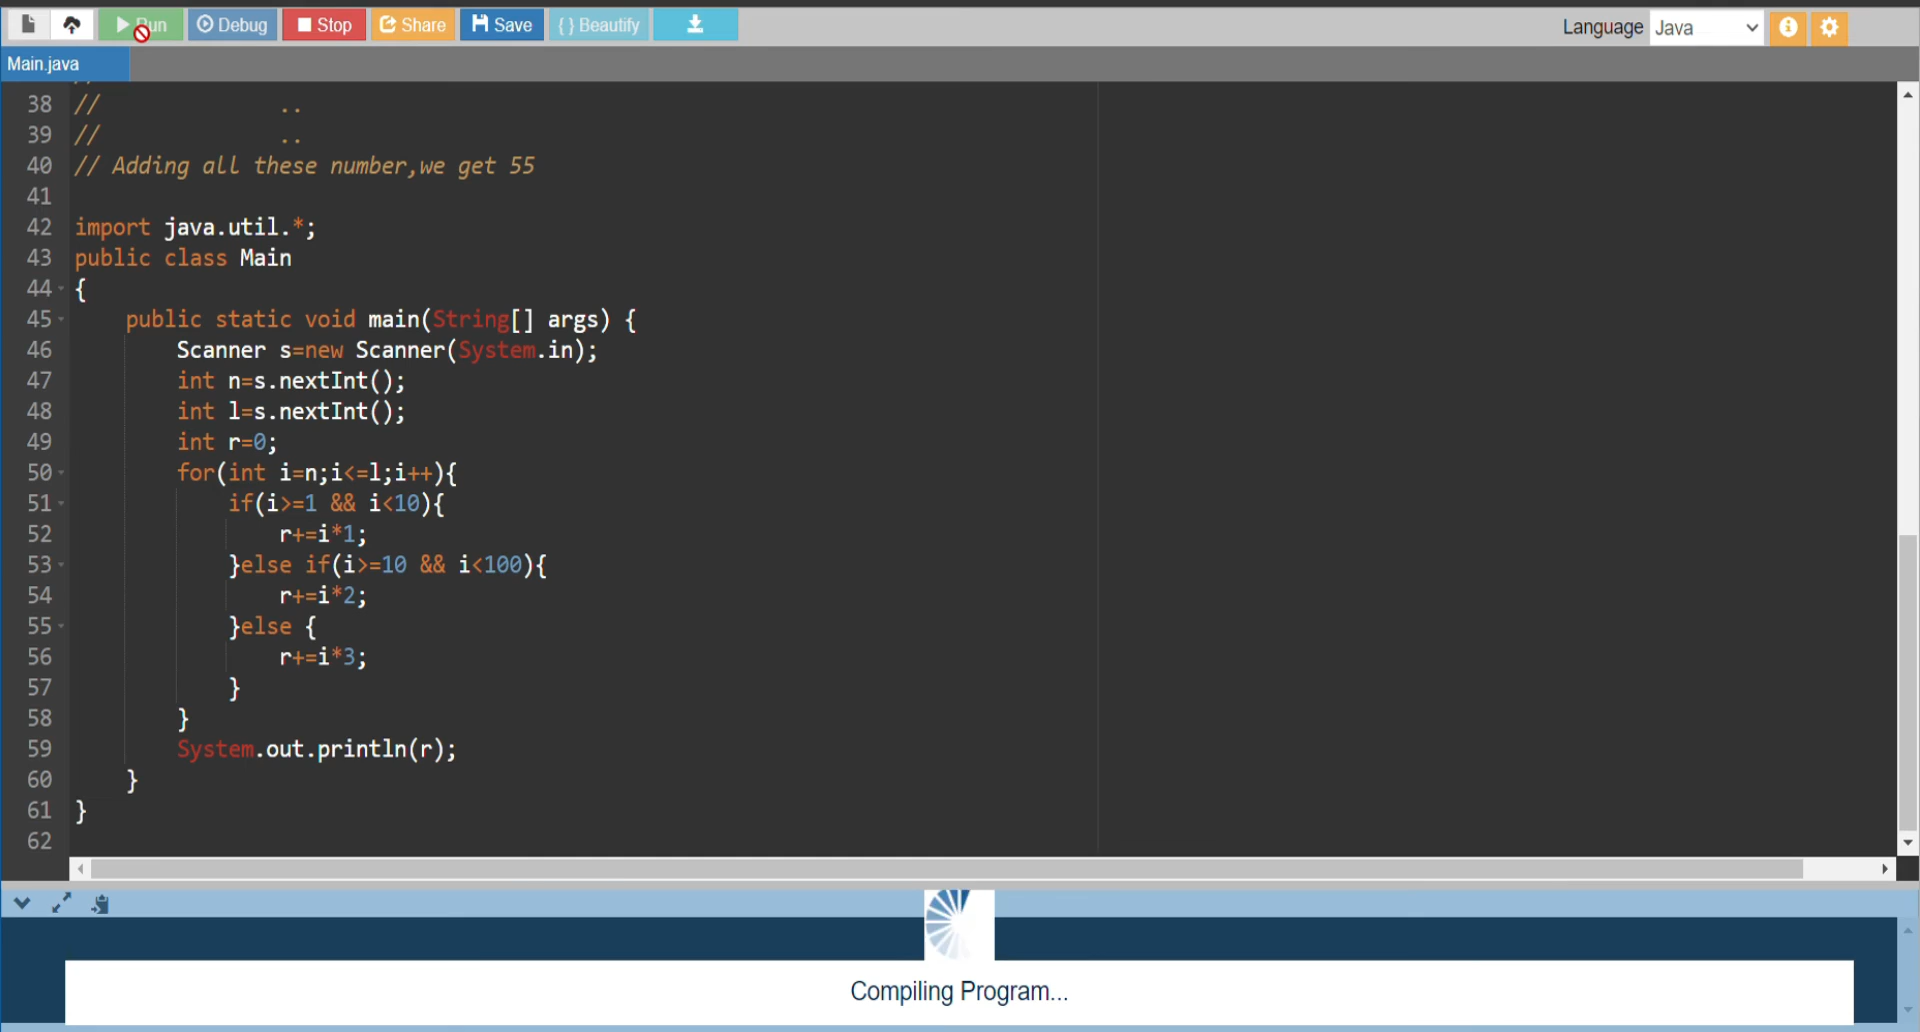 Run Debug Stop Share Save { } Beautify Language Java
Main.java
38 // ..
39 // ..
40 // Adding all these number,we get 55
41
42 import java.util.*;
43 public class Main
44 {
45 public static void main(String[] args) {
46 Scanner s=new Scanner(System.in);
47 int n=s.nextInt();
48 int l=s.nextInt();
49 int r=0;
50 for(int i=n;i<=l;i++){
51 if(i>=1 && i<10){
52 r+=i*1;
53 }else if(i>=10 && i<100){
54 r+=i*2;
55 }else {
56 r+=i*3;
57 }
58 }
59 System.out.println(r);
60 }
61 }
62
Compiling Program...